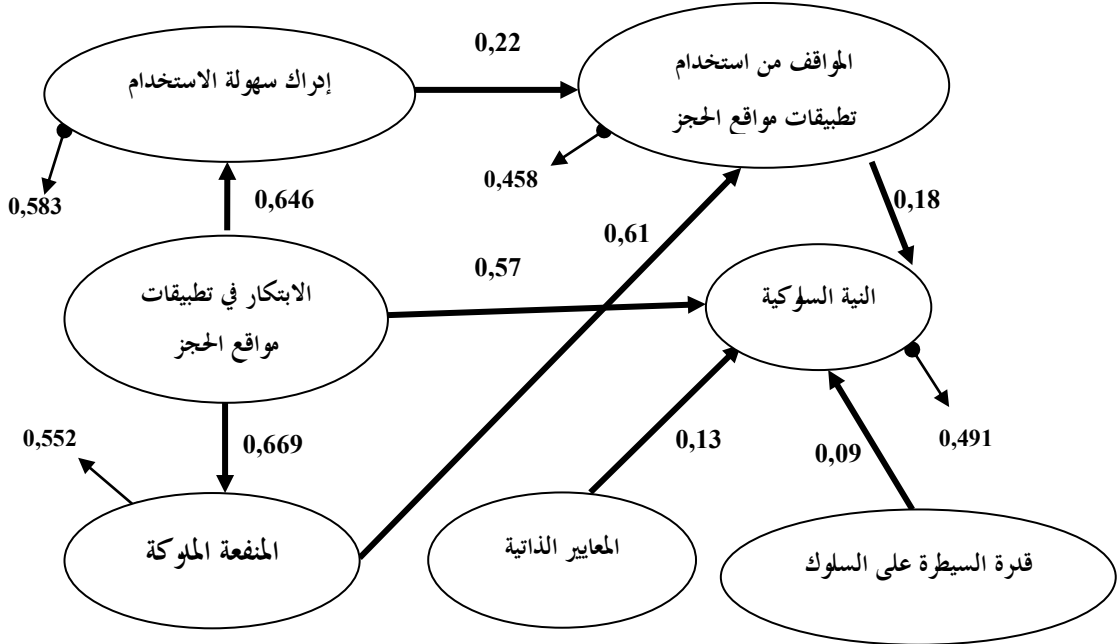 0,22
إدراك سهولة الاستخدام
المواقف من استخدام
تطبيقات مواقع الحجز
0,583
0,646
0,458
0,61
0,18
0,57
الابتكار في تطبيقات
مواقع الحجز
النية السلوكية
0,552
0,669
0,13
0,09
0,491
المنفعة المدركة
المعايير الذاتية
قدرة السيطرة على السلوك